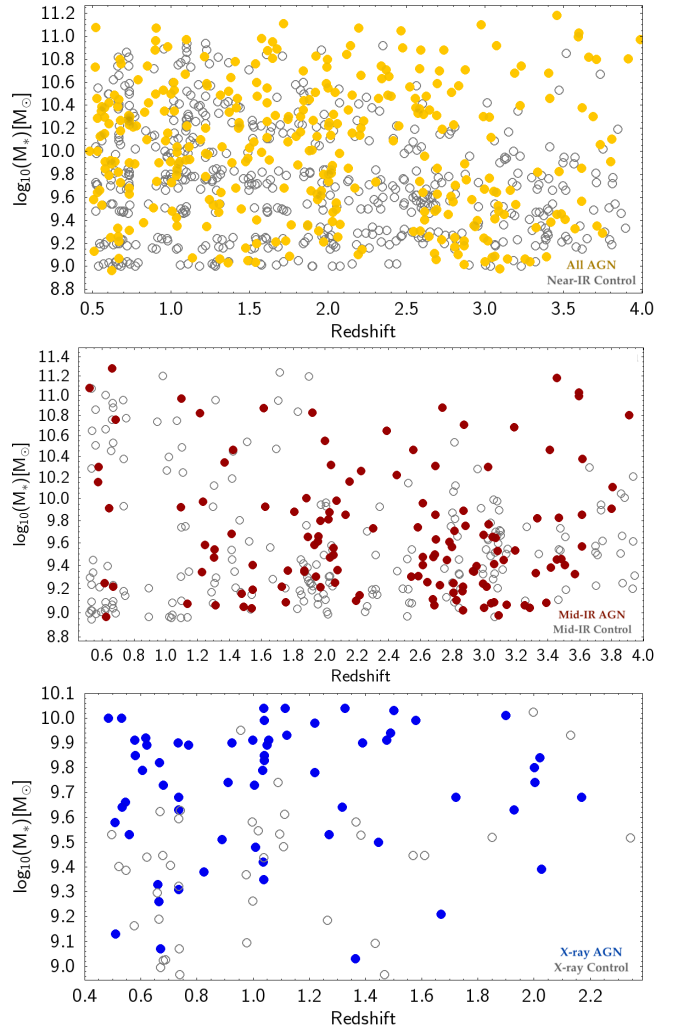 11.2
11.0
10.8
10.6
10.4
10.2
10.0
9.8
9.6
9.4
9.2
9.0
8.8
log₁₀(M*)[M☉]
All AGN
Near-IR Control
0.5 1.0 1.5 2.0 2.5 3.0 3.5 4.0
Redshift
11.4
11.2
11.0
10.8
10.6
10.4
10.2
10.0
9.8
9.6
9.4
9.2
9.0
8.8
log₁₀(M*)[M☉]
Mid-IR AGN
Mid-IR Control
0.6 0.8 1.0 1.2 1.4 1.6 1.8 2.0 2.2 2.4 2.6 2.8 3.0 3.2 3.4 3.6 3.8 4.0
Redshift
10.1
10.0
9.9
9.8
9.7
9.6
9.5
9.4
9.3
9.2
9.1
9.0
log₁₀(M*)[M☉]
X-ray AGN
X-ray Control
0.4 0.6 0.8 1.0 1.2 1.4 1.6 1.8 2.0 2.2
Redshift